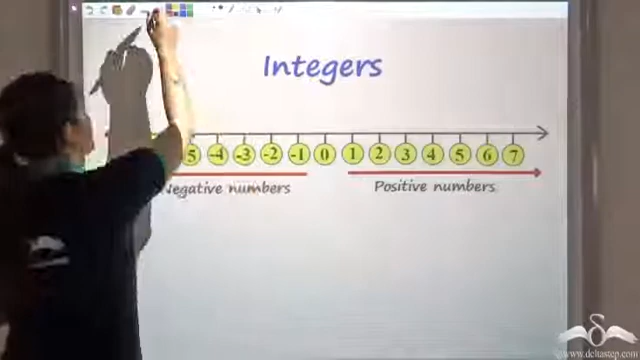 Integers
5 -4 -3 -2 -1 0 1 2 3 4 5 6 7
Negative numbers Positive numbers
www.deltastep.com